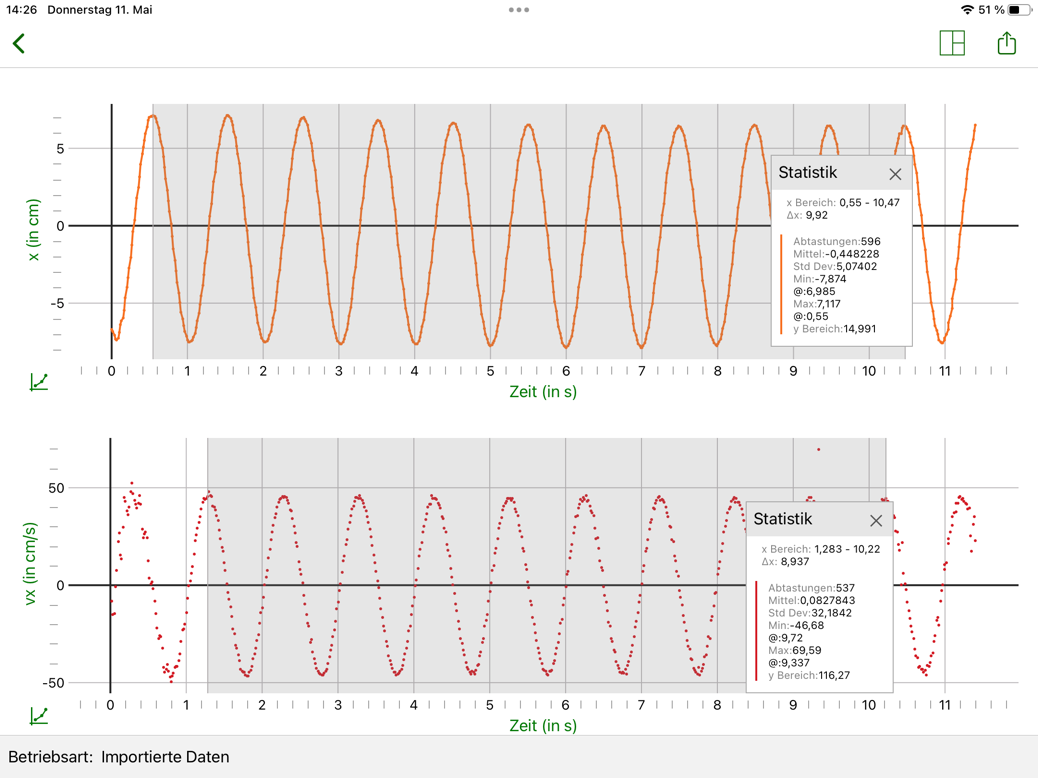 14:26 Donnerstag 11. Mai
51 %
x (in cm)
5
0
-5
Statistik
x Bereich: 0,55 - 10,47
Δx: 9,92
Abtastungen:596
Mittel:-0,448228
Std Dev:5,07402
Min:-7,874
@:6,985
Max:7,117
@:0,55
y Bereich:14,991
0 1 2 3 4 5 6 7 8 9 10 11
Zeit (in s)
vx (in cm/s)
50
0
-50
Statistik
x Bereich: 1,283 - 10,22
Δx: 8,937
Abtastungen:537
Mittel:0,0827843
Std Dev:32,1842
Min:-46,68
@:9,72
Max:69,59
@:9,337
y Bereich:116,27
0 1 2 3 4 5 6 7 8 9 10 11
Zeit (in s)
Betriebsart: Importierte Daten